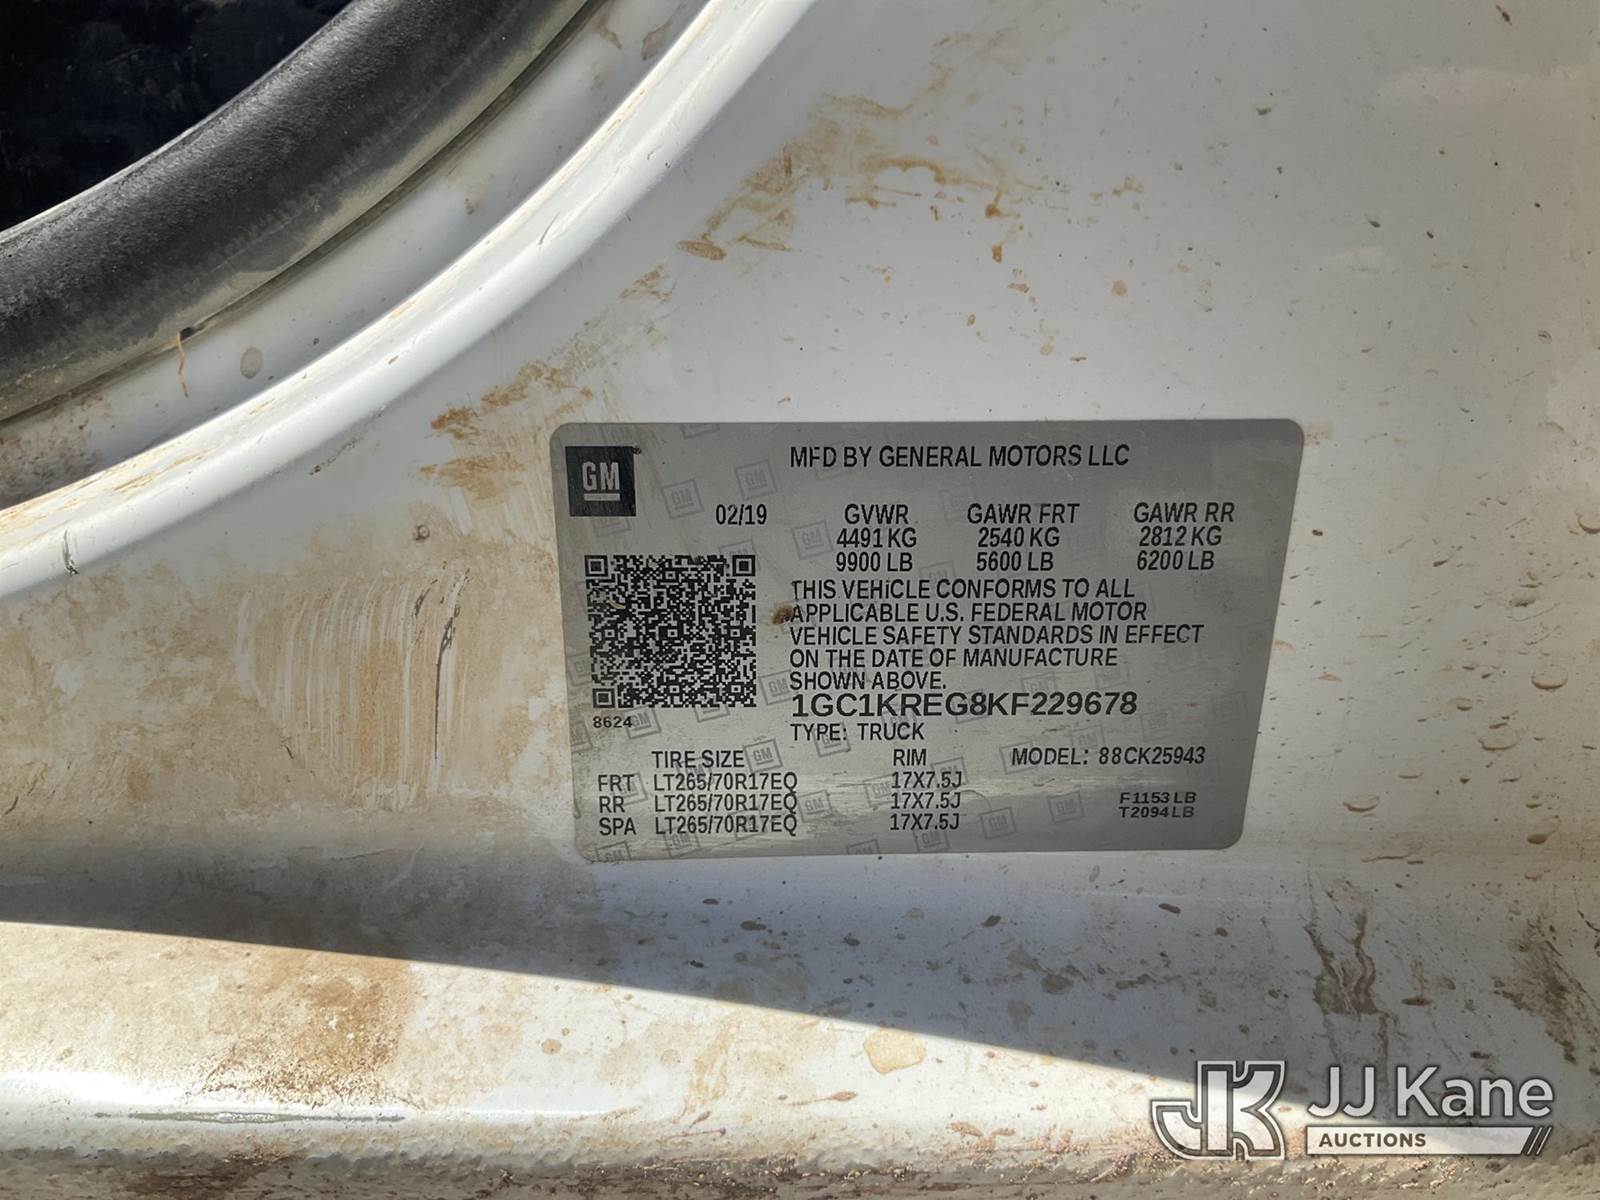 GM
MFD BY GENERAL MOTORS LLC
02/19 GVWR GAWR FRT GAWR RR
4491 KG 2540 KG 2812 KG
9900 LB 5600 LB 6200 LB
THIS VEHICLE CONFORMS TO ALL
APPLICABLE U.S. FEDERAL MOTOR
VEHICLE SAFETY STANDARDS IN EFFECT
ON THE DATE OF MANUFACTURE
SHOWN ABOVE.
1GC1KREG8KF229678
8624
TYPE: TRUCK
TIRE SIZE RIM MODEL: 88CK25943
FRT LT265/70R17EQ 17X7.5J
RR LT265/70R17EQ 17X7.5J F1153 LB
SPA LT265/70R17EQ 17X7.5J T2094 LB
JK JJ Kane
AUCTIONS